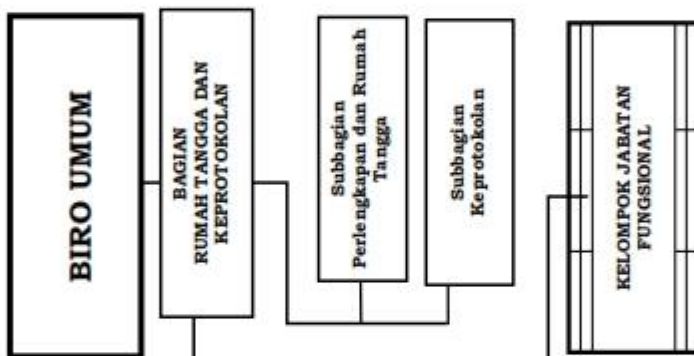 BIRO UMUM
BAGIAN
RUMAH TANGGA DAN
KEPROTOKOLAN
Subbagian
Perlengkapan dan Rumah
Tangga
Subbagian
Keprotokolan
KELOMPOK JABATAN
FUNGSIONAL